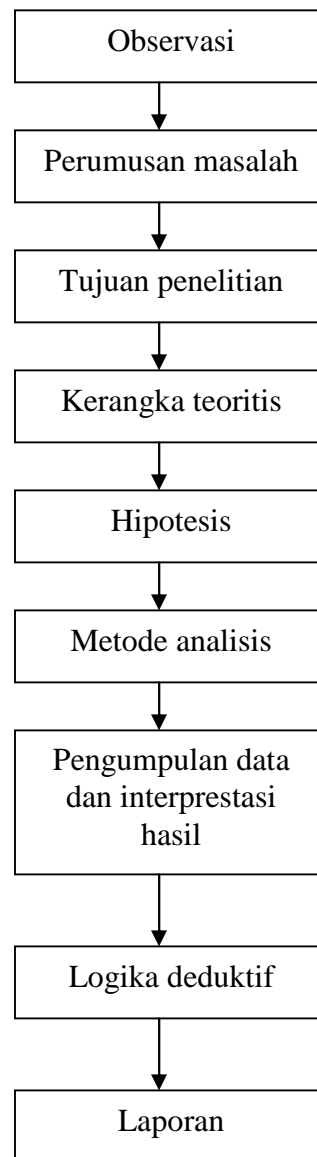 Observasi
Perumusan masalah
Tujuan penelitian
Kerangka teoritis
Hipotesis
Metode analisis
Pengumpulan data
dan interprestasi
hasil
Logika deduktif
Laporan